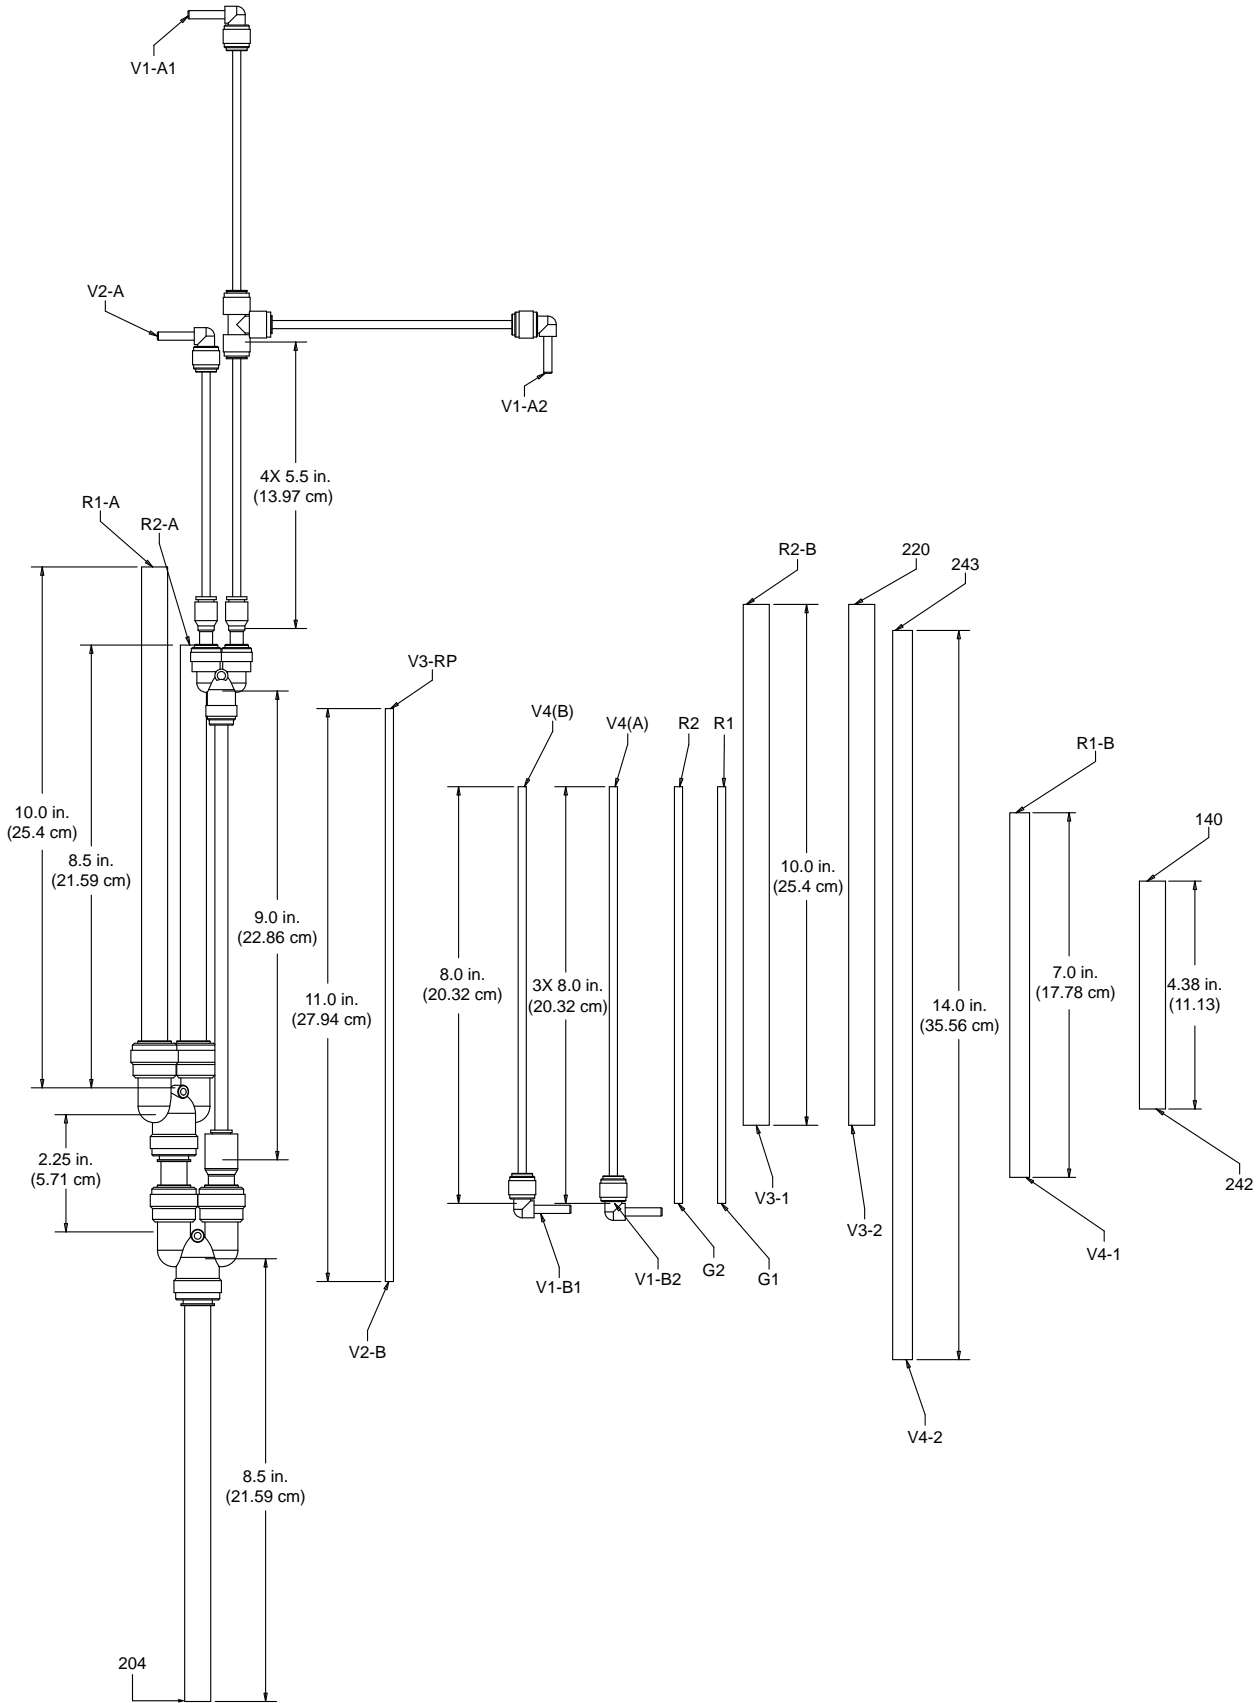 V1-A1
V2-A
V1-A2
4X 5.5 in.
(13.97 cm)
R1-A
R2-A
R2-B
220
243
V3-RP
V4(B)
V4(A)
R2
R1
R1-B
10.0 in.
(25.4 cm)
8.5 in.
(21.59 cm)
140
10.0 in.
(25.4 cm)
9.0 in.
(22.86 cm)
8.0 in.
(20.32 cm)
3X 8.0 in.
(20.32 cm)
7.0 in.
(17.78 cm)
4.38 in.
(11.13)
11.0 in.
(27.94 cm)
14.0 in.
(35.56 cm)
2.25 in.
(5.71 cm)
V3-1
242
V3-2
V4-1
V1-B1
V1-B2
G2
G1
V2-B
V4-2
8.5 in.
(21.59 cm)
204